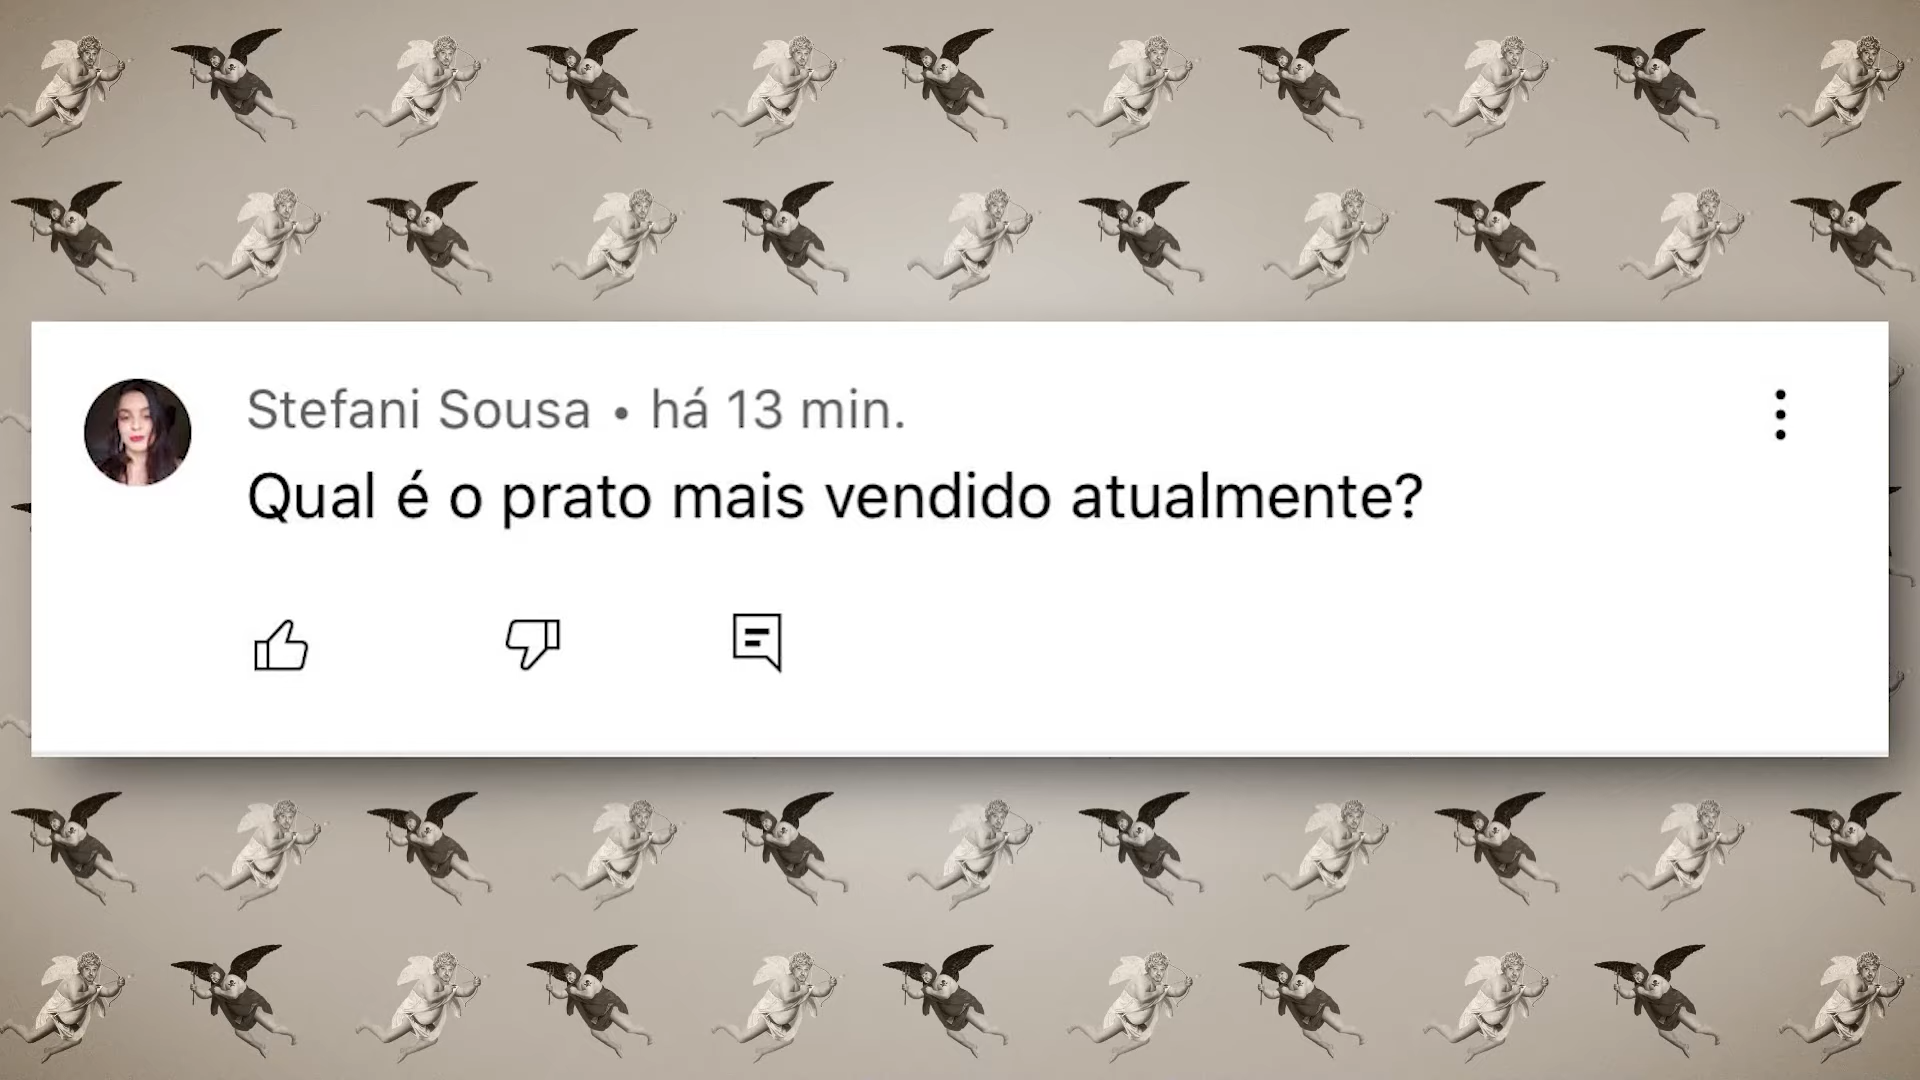 Stefani Sousa • há 13 min.
Qual é o prato mais vendido atualmente?